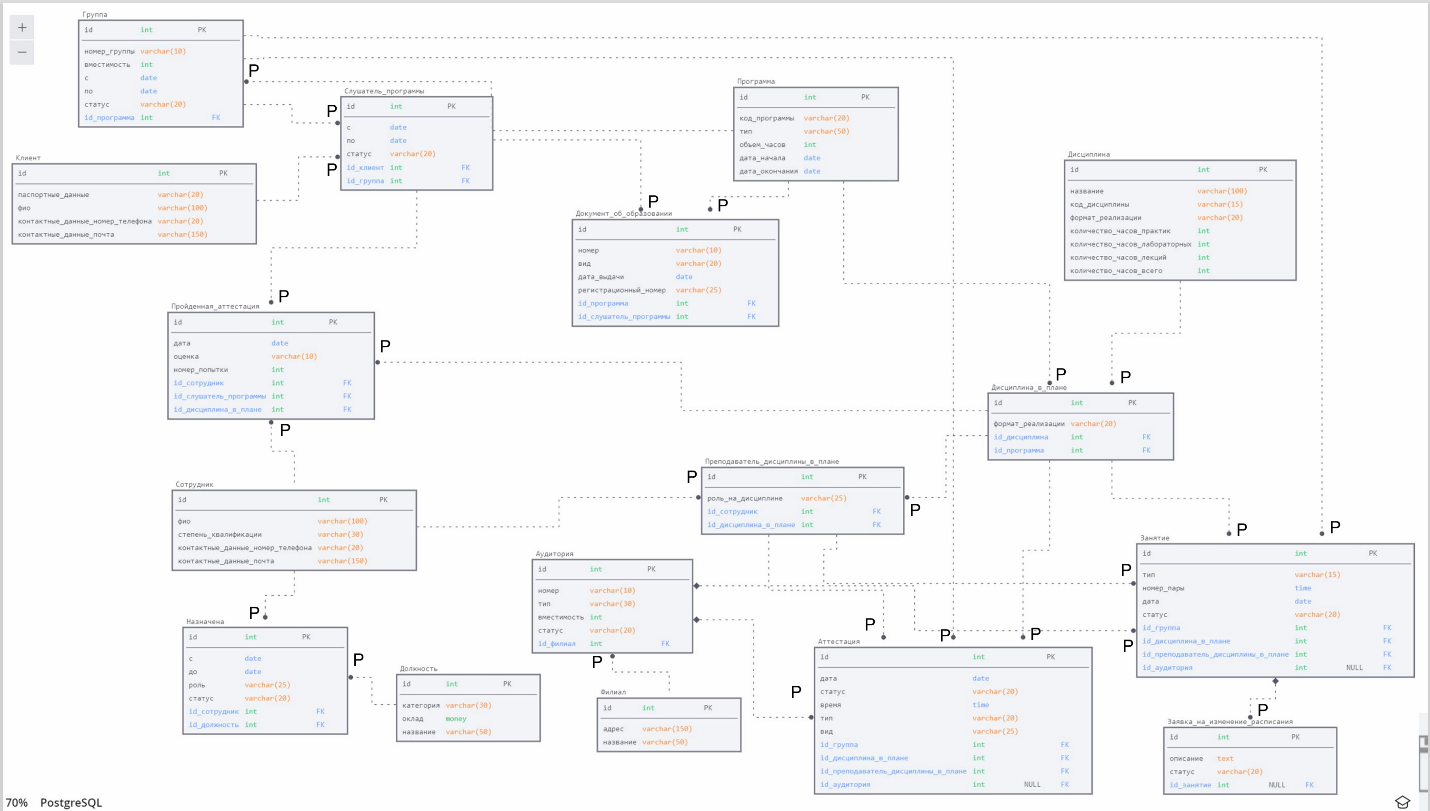 +
−
Группа
id int PK
номер_группы varchar(10)
вместимость int
с date
по date
статус varchar(20)
id_программа int FK
P
Слушатель_программы
id int PK
с date
по date
статус varchar(20)
id_клиент int FK
id_группа int FK
P
P
Клиент
id int PK
паспортные_данные varchar(20)
фио varchar(100)
контактные_данные_номер_телефона varchar(20)
контактные_данные_почта varchar(150)
Программа
id int PK
код_программы varchar(20)
тип varchar(50)
объем_часов int
дата_начала date
дата_окончания date
Дисциплина
id int PK
название varchar(100)
код_дисциплины varchar(15)
формат_реализации varchar(20)
количество_часов_практик int
количество_часов_лабораторных int
количество_часов_лекций int
количество_часов_всего int
P
P
Документ_об_образовании
id int PK
номер varchar(10)
вид varchar(20)
дата_выдачи date
регистрационный_номер varchar(25)
id_программа int FK
id_слушатель_программы int FK
P
Пройденная_аттестация
id int PK
дата date
оценка varchar(10)
номер_попытки int
id_сотрудник int FK
id_слушатель_программы int FK
id_дисциплина_в_плане int FK
P
P
P
P
Дисциплина_в_плане
id int PK
формат_реализации varchar(20)
id_дисциплина int FK
id_программа int FK
Преподаватель_дисциплины_в_плане
id int PK
роль_на_дисциплине varchar(25)
id_сотрудник int FK
id_дисциплина_в_плане int FK
P
P
Сотрудник
id int PK
фио varchar(100)
степень_квалификации varchar(30)
контактные_данные_номер_телефона varchar(20)
контактные_данные_почта varchar(150)
Аудитория
id int PK
номер varchar(10)
тип varchar(30)
вместимость int
статус varchar(20)
id_филиал int FK
P
P
P
P
Занятие
id int PK
тип varchar(15)
номер_пары time
дата date
статус varchar(20)
id_группа int FK
id_дисциплина_в_плане int FK
id_преподаватель_дисциплины_в_плане int FK
id_аудитория int NULL FK
P
Назначена
id int PK
с date
до date
роль varchar(25)
статус varchar(20)
id_сотрудник int FK
id_должность int FK
P
Должность
id int PK
категория varchar(30)
оклад money
название varchar(50)
P
Филиал
id int PK
адрес varchar(150)
название varchar(50)
P
P
P
P
Аттестация
id int PK
дата date
статус varchar(20)
время time
тип varchar(20)
вид varchar(25)
id_группа int FK
id_дисциплина_в_плане int FK
id_преподаватель_дисциплины_в_плане int FK
id_аудитория int NULL FK
P
Заявка_на_изменение_расписания
id int PK
описание text
статус varchar(20)
id_занятие int NULL FK
70% PostgreSQL